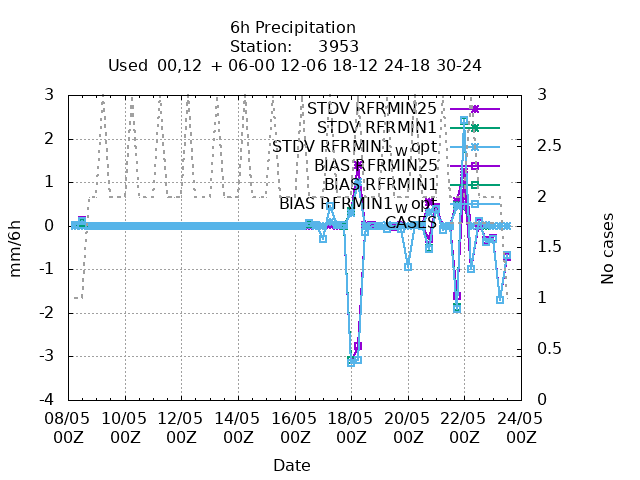 6h Precipitation
Station: 3953
Used 00,12 + 06-00 12-06 18-12 24-18 30-24
STDV RFRMIN25
STDV RFRMIN1
STDV RFRMIN1w opt
BIAS RFRMIN25
BIAS RFRMIN1
BIAS RFRMIN1w opt
CASES
3
2
1
0
-1
-2
-3
-4
mm/6h
3
2.5
2
1.5
1
0.5
0
No cases
08/05 10/05 12/05 14/05 16/05 18/05 20/05 22/05 24/05
00Z 00Z 00Z 00Z 00Z 00Z 00Z 00Z 00Z
Date